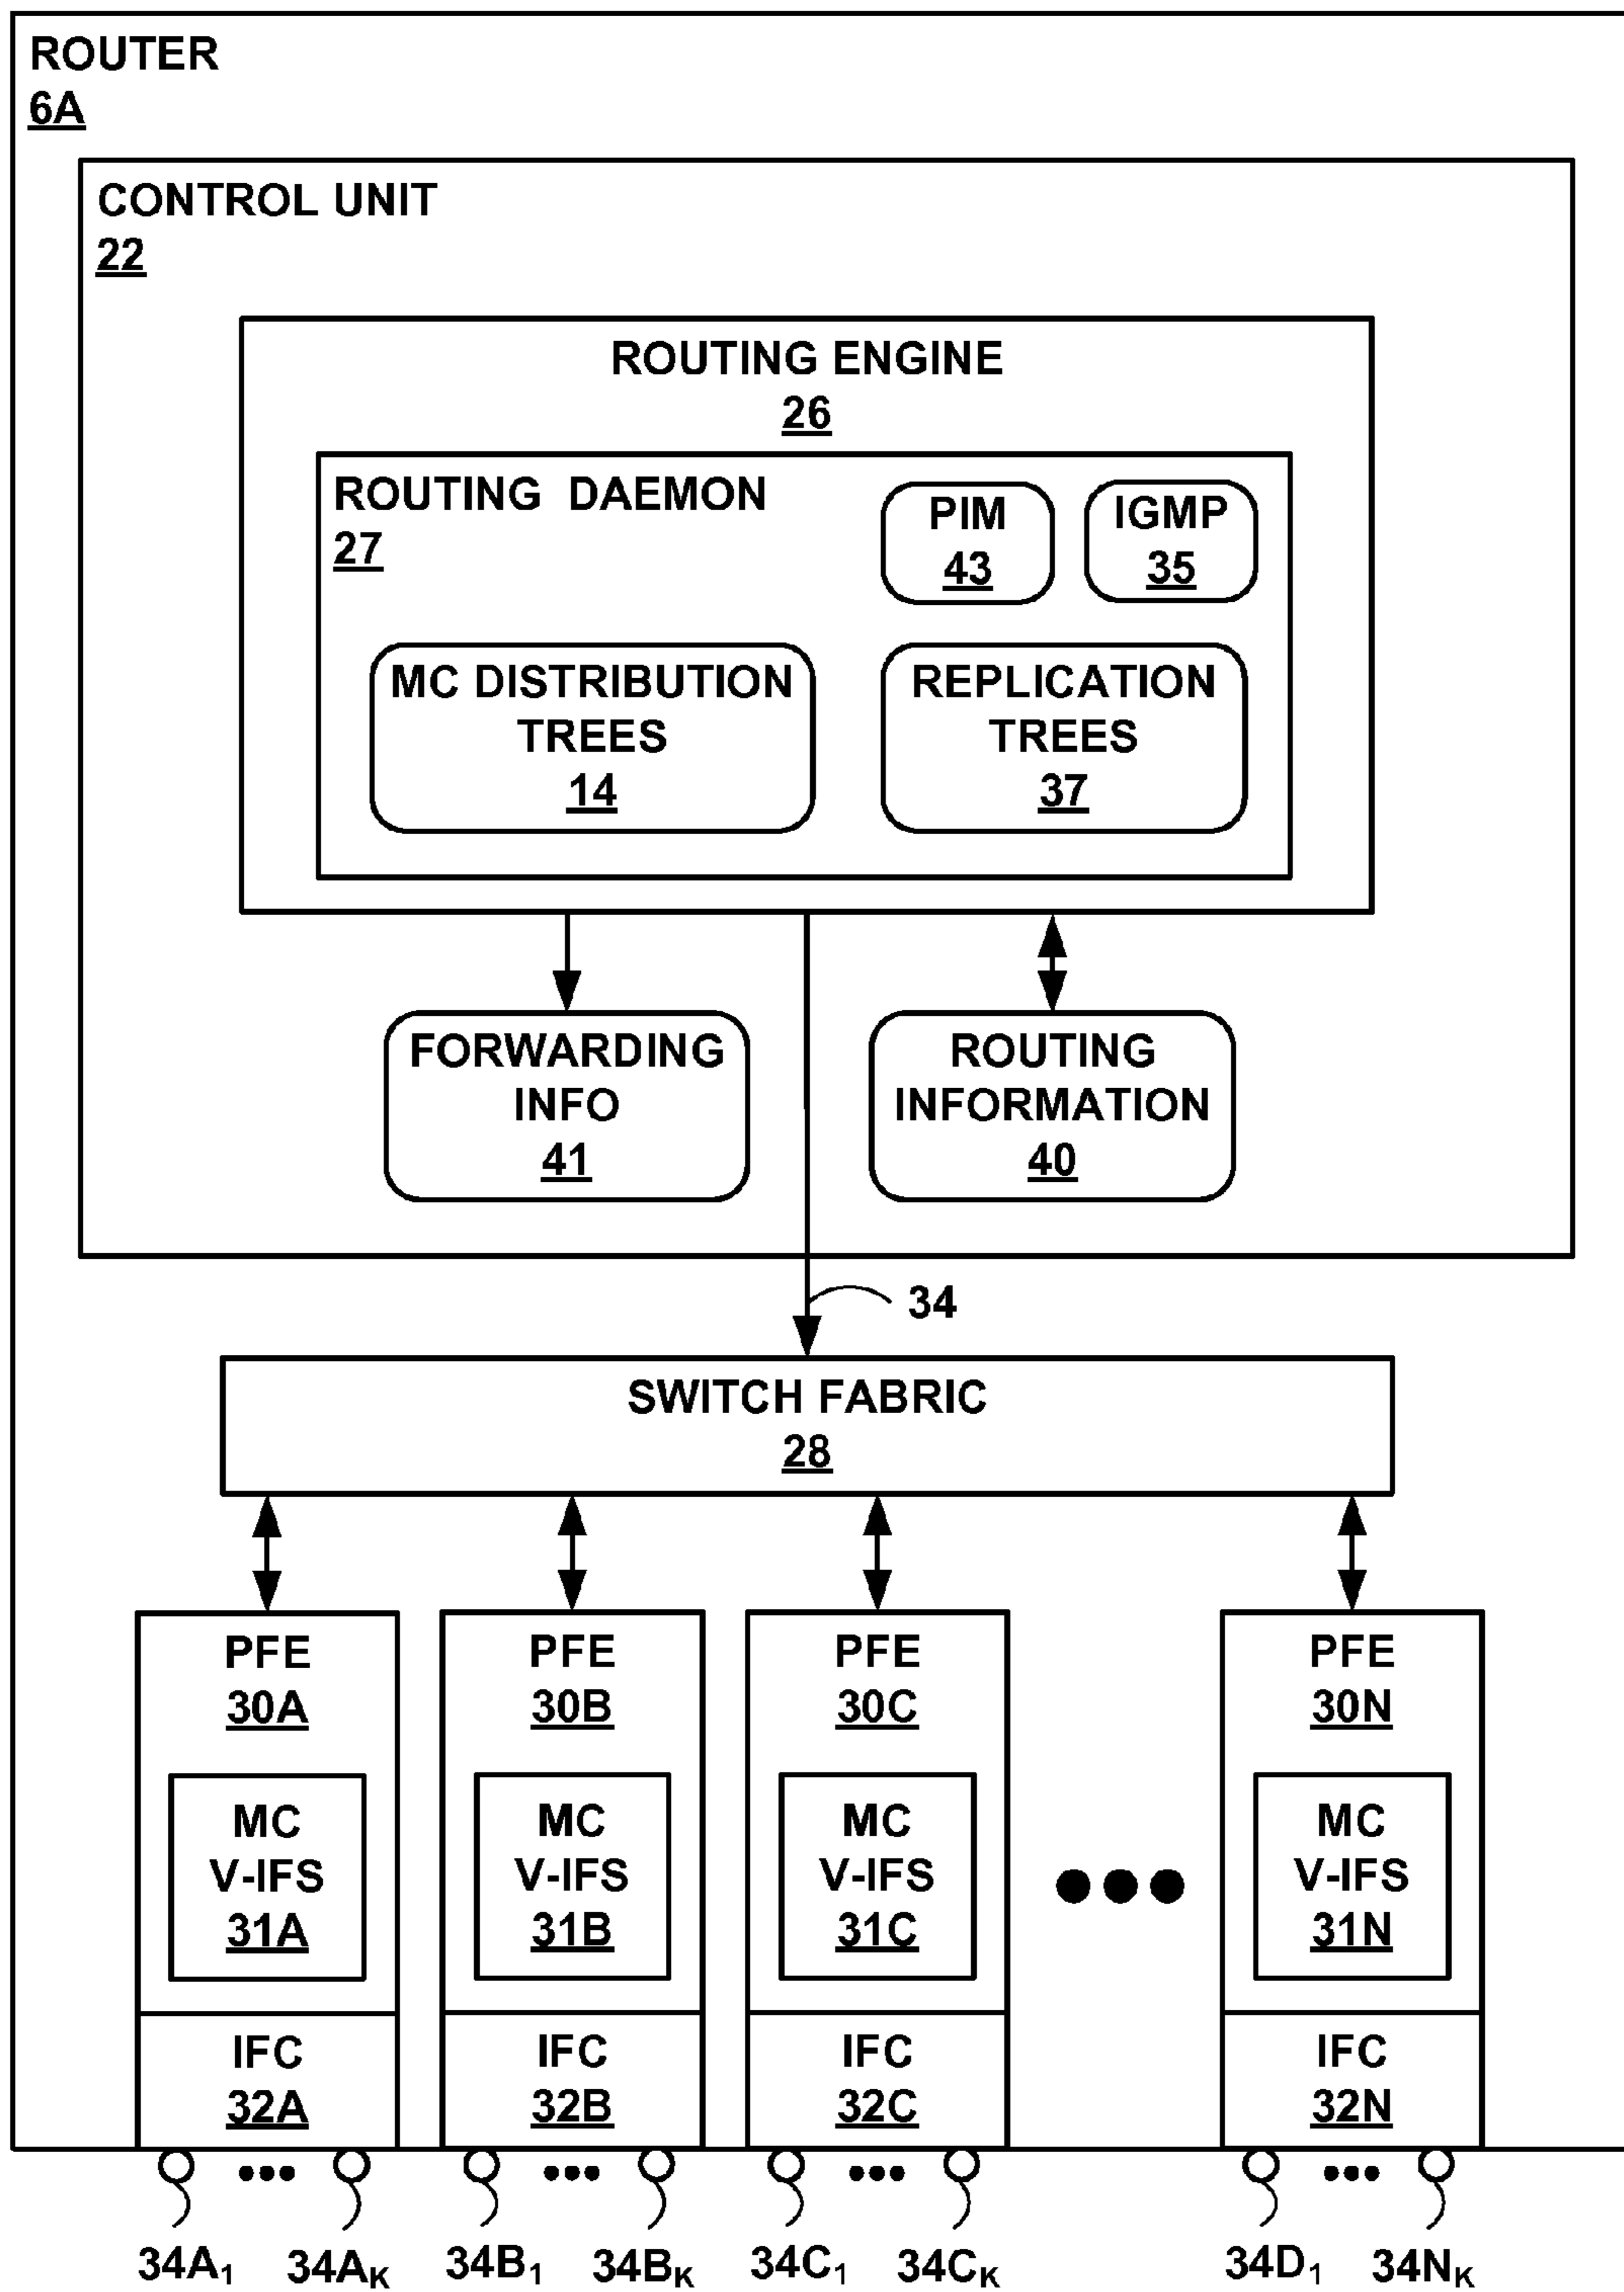 ROUTER
6A
CONTROL UNIT
22
ROUTING ENGINE
26
ROUTING DAEMON
27
PIM
43
IGMP
35
MC DISTRIBUTION
TREES
14
REPLICATION
TREES
37
FORWARDING
INFO
41
ROUTING
INFORMATION
40
34
SWITCH FABRIC
28
PFE
30A
MC
V-IFS
31A
IFC
32A
PFE
30B
MC
V-IFS
31B
IFC
32B
PFE
30C
MC
V-IFS
31C
IFC
32C
PFE
30N
MC
V-IFS
31N
IFC
32N
34A1
34AK
34B1
34BK
34C1
34CK
34D1
34NK